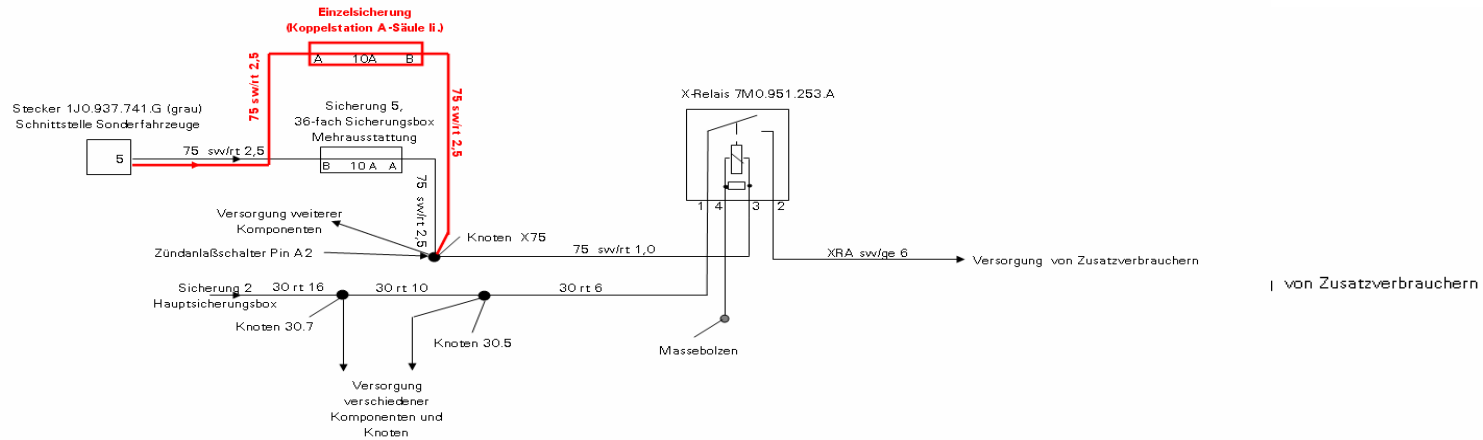 Einzelsicherung
(Koppelstation A-Säule li.)
A 10A B
75 sw/rt 2,5
75 sw/rt 2,5
Stecker 1J0.937.741.G (grau)
Schnittstelle Sonderfahrzeuge
5
75 sw/rt 2,5
Sicherung 5,
36-fach Sicherungsbox
Mehrausstattung
B 10A A
75 sw/rt 2,5
X-Relais 7M0.951.253.A
1 4 3 2
Versorgung weiterer
Komponenten
Knoten X75
Zündanlaßschalter Pin A2
75 sw/rt 1,0
XRA sw/ge 6
Versorgung von Zusatzverbrauchern
Sicherung 2
Hauptsicherungsbox
30 rt 16
30 rt 10
30 rt 6
von Zusatzverbrauchern
Knoten 30.7
Knoten 30.5
Massebolzen
Versorgung
verschiedener
Komponenten und
Knoten